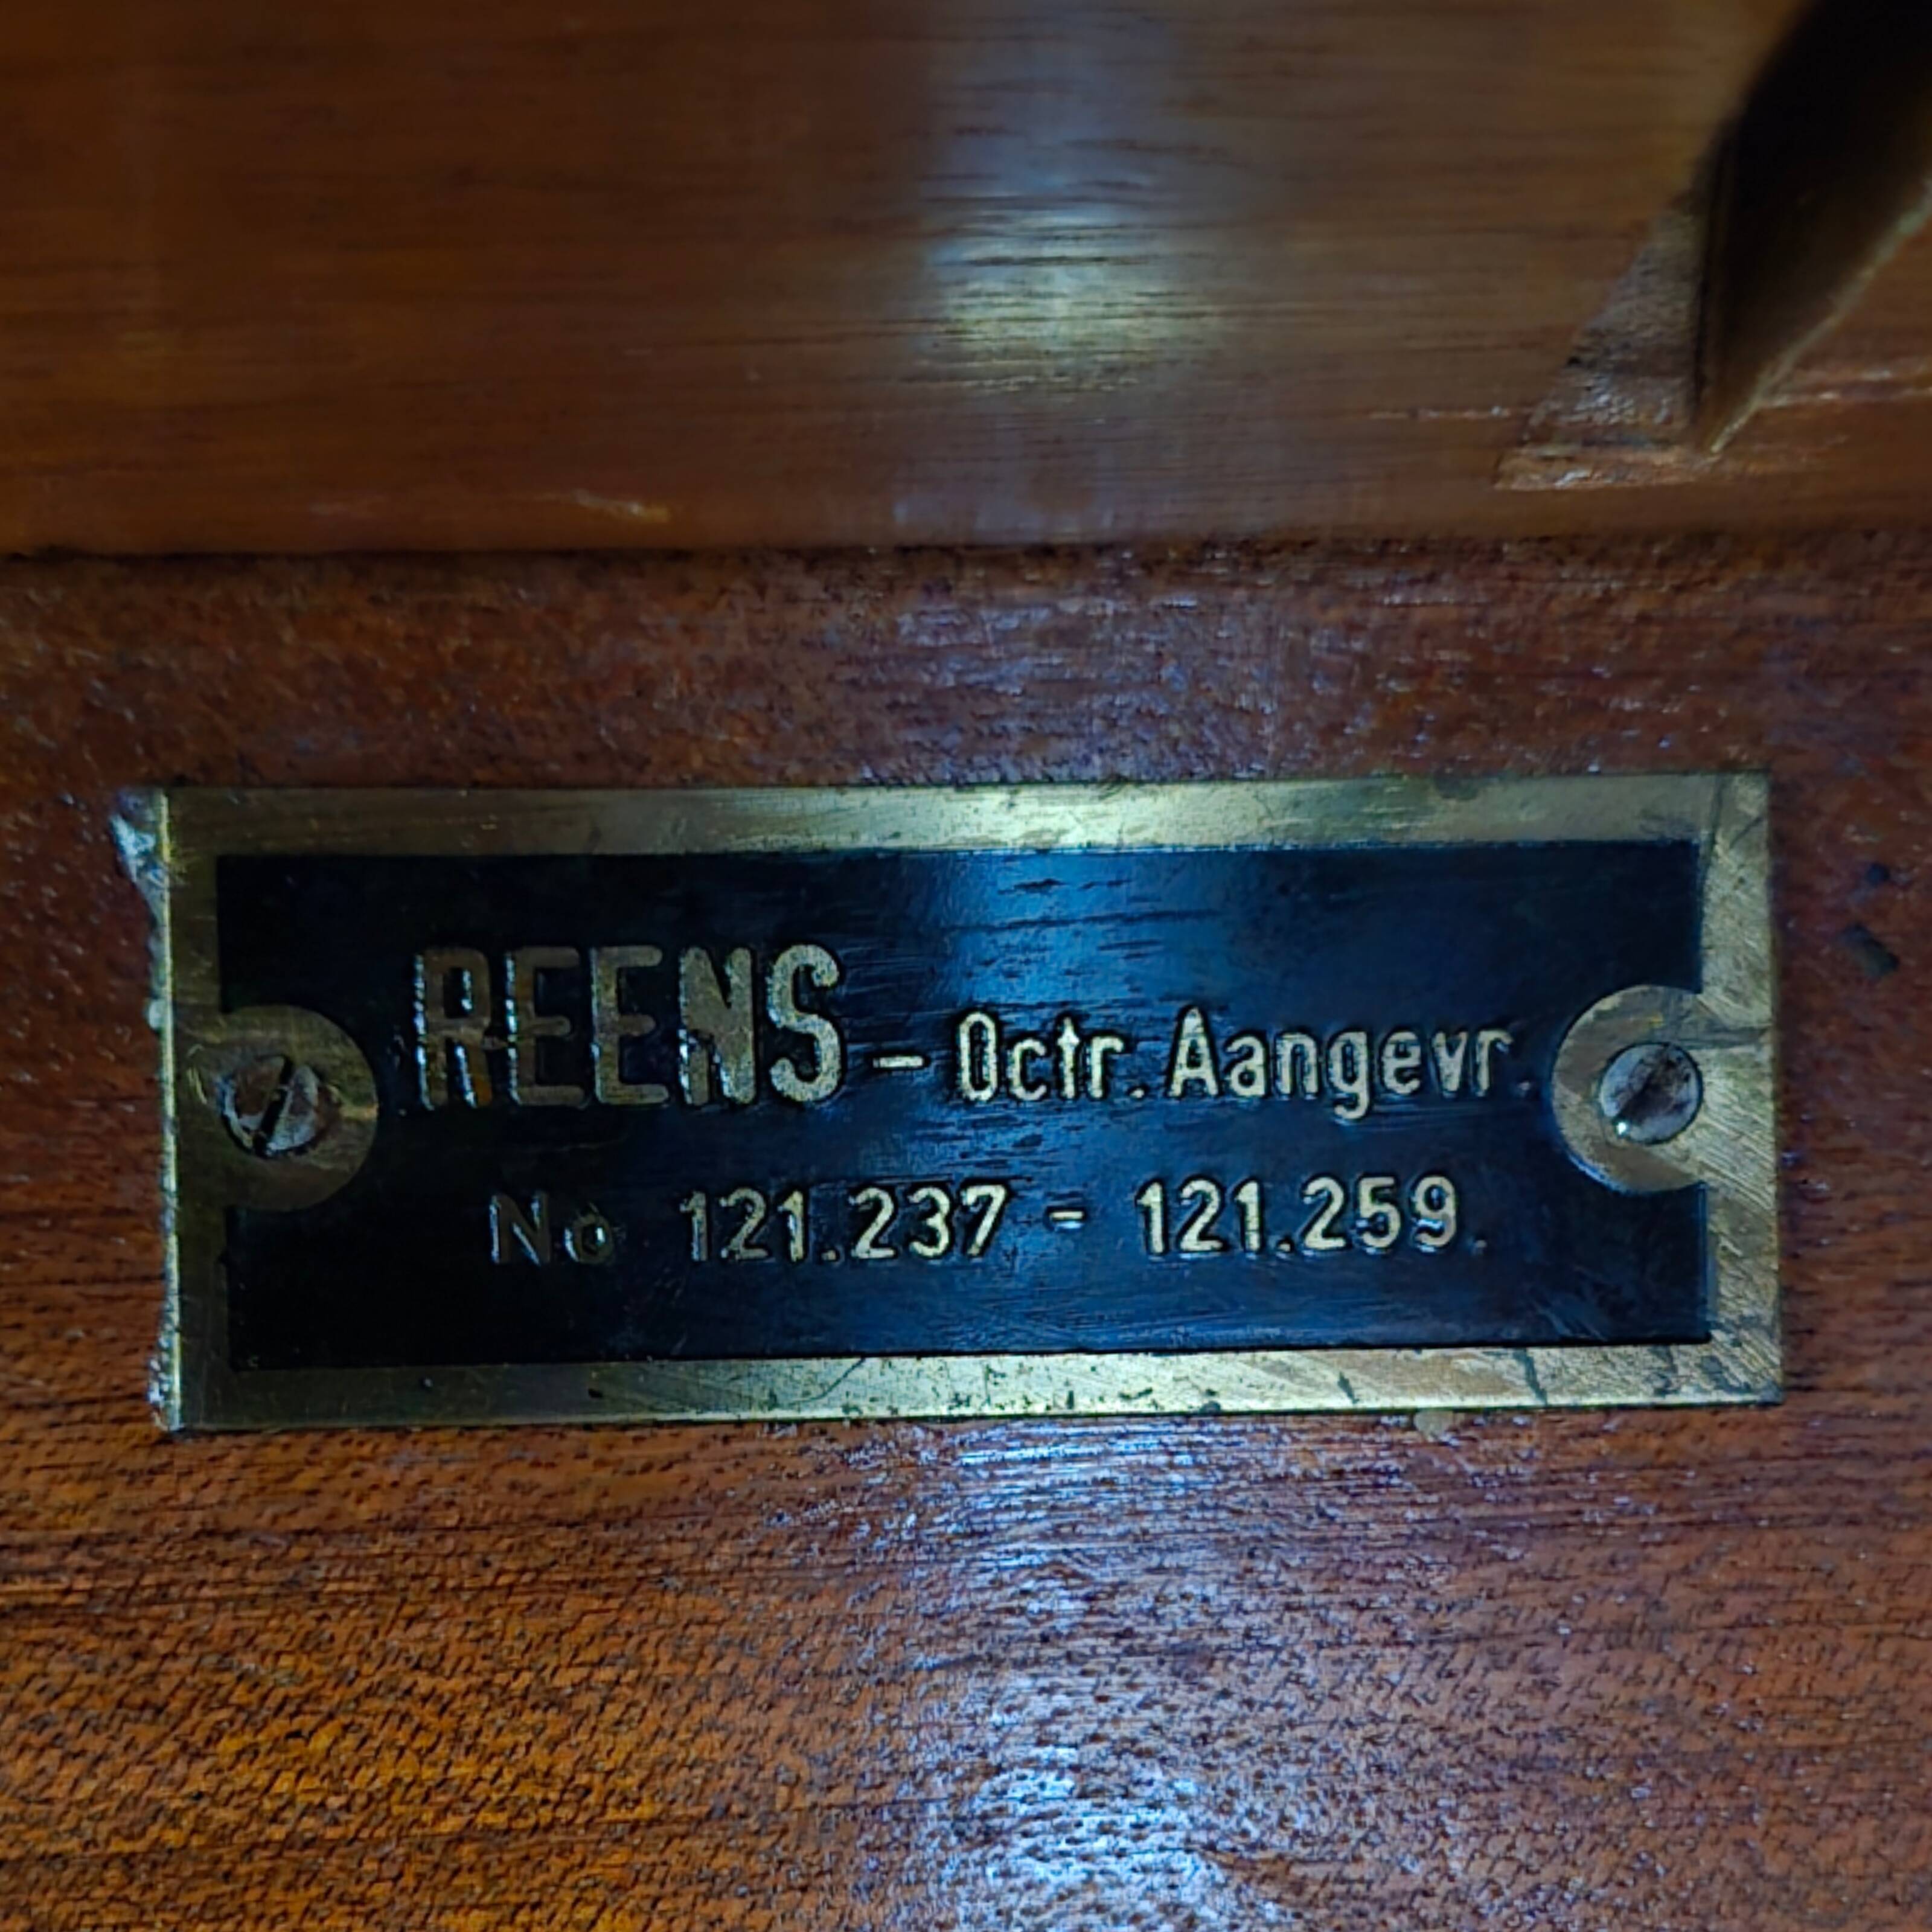 REENS - Octr. Aangevr.
No 121.237 - 121.259.